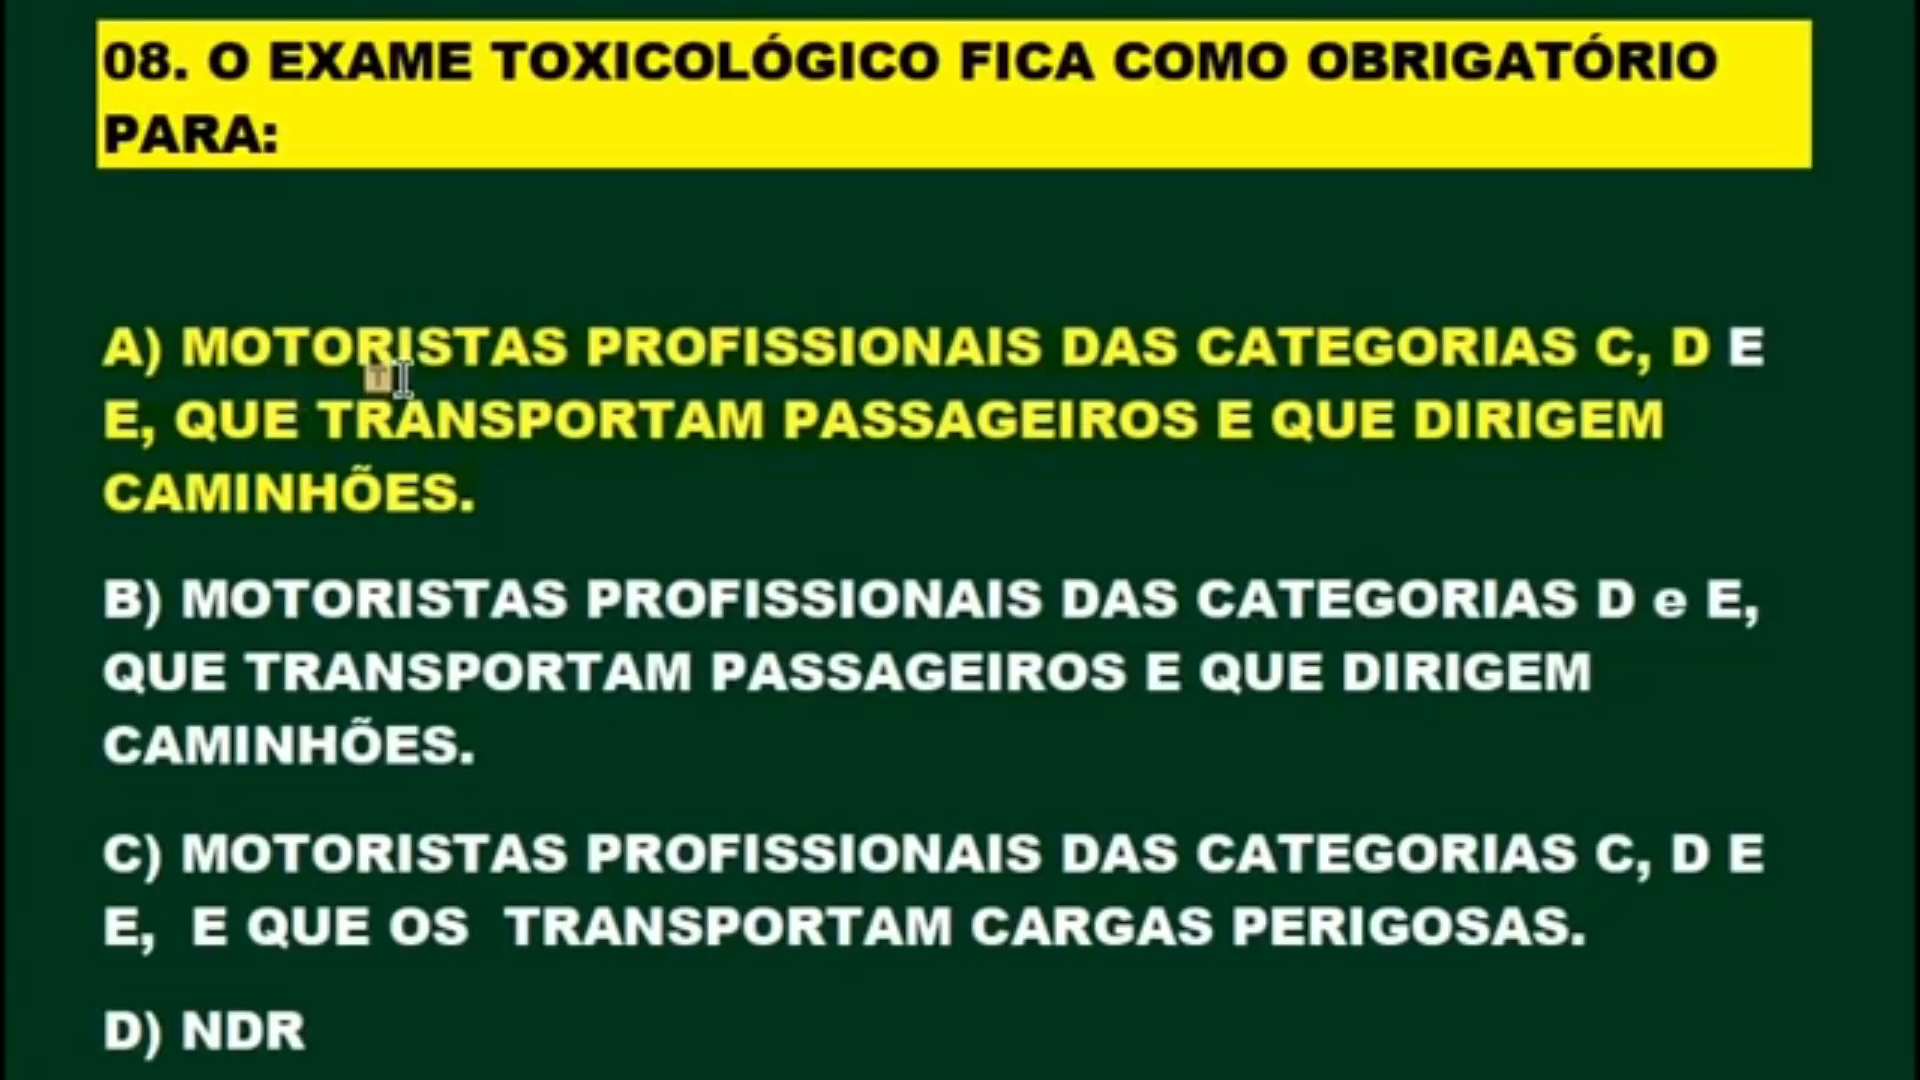 08. O EXAME TOXICOLÓGICO FICA COMO OBRIGATÓRIO
PARA:
A) MOTORISTAS PROFISSIONAIS DAS CATEGORIAS C, D E
E, QUE TRANSPORTAM PASSAGEIROS E QUE DIRIGEM
CAMINHÕES.
B) MOTORISTAS PROFISSIONAIS DAS CATEGORIAS D e E,
QUE TRANSPORTAM PASSAGEIROS E QUE DIRIGEM
CAMINHÕES.
C) MOTORISTAS PROFISSIONAIS DAS CATEGORIAS C, D E
E, E QUE OS TRANSPORTAM CARGAS PERIGOSAS.
D) NDR